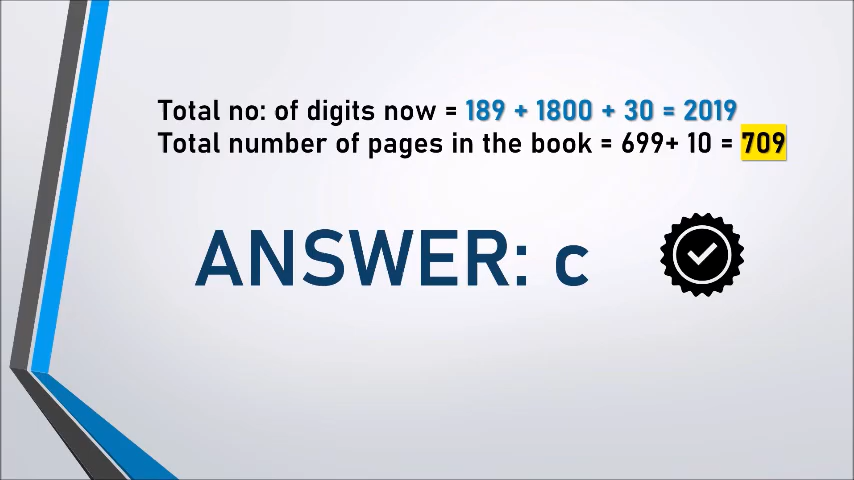 Total no: of digits now = 189 + 1800 + 30 = 2019
Total number of pages in the book = 699+ 10 = 709
ANSWER: c